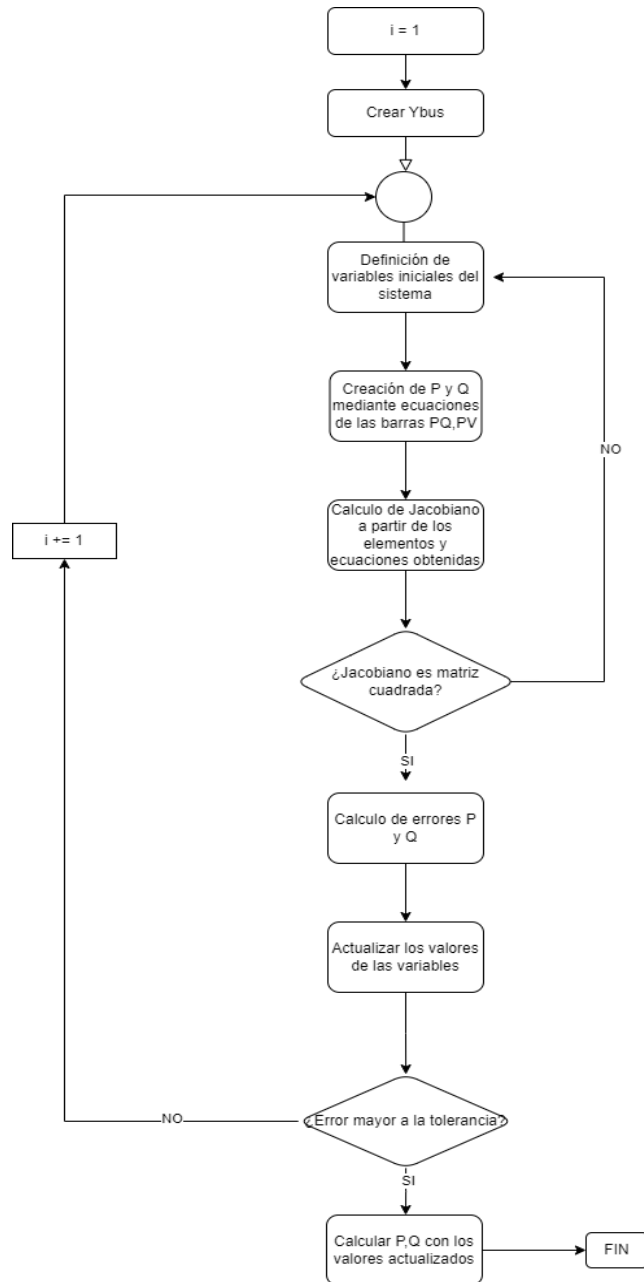 i = 1
Crear Ybus
Definición de
variables iniciales del
sistema
Creación de P y Q
mediante ecuaciones
de las barras PQ,PV
NO
Calculo de Jacobiano
a partir de los
elementos y
ecuaciones obtenidas
i += 1
¿Jacobiano es matriz
cuadrada?
SI
Calculo de errores P
y Q
Actualizar los valores
de las variables
¿Error mayor a la tolerancia?
NO
SI
Calcular P,Q con los
valores actualizados
FIN